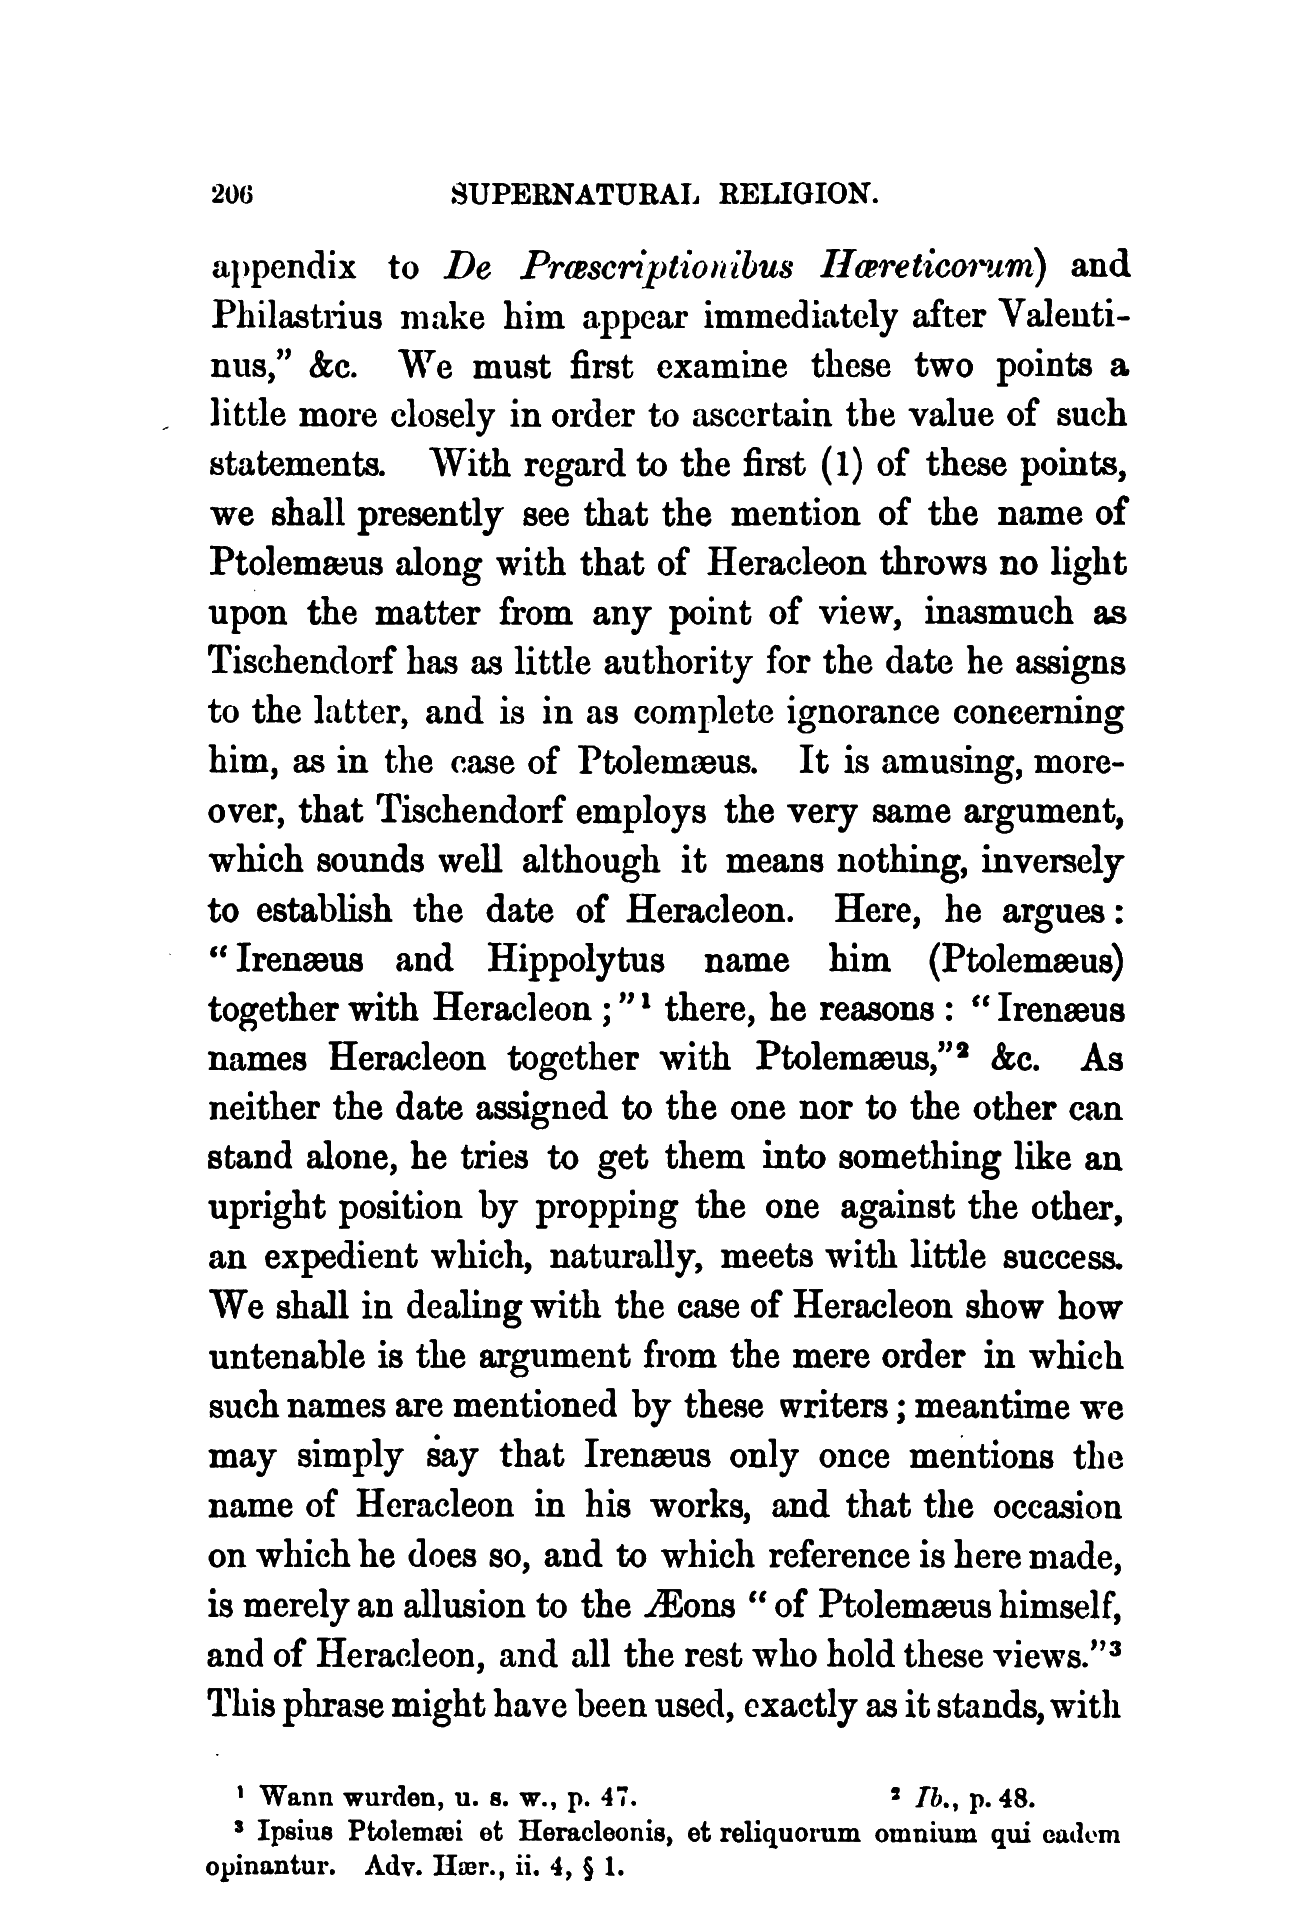 206 SUPERNATURAL RELIGION.
appendix to De Præscriptionibus Hæreticorum) and
Philastrius make him appear immediately after Valenti-
nus,” &c. We must first examine these two points a
little more closely in order to ascertain the value of such
statements. With regard to the first (1) of these points,
we shall presently see that the mention of the name of
Ptolemæus along with that of Heracleon throws no light
upon the matter from any point of view, inasmuch as
Tischendorf has as little authority for the date he assigns
to the latter, and is in as complete ignorance concerning
him, as in the case of Ptolemæus. It is amusing, more-
over, that Tischendorf employs the very same argument,
which sounds well although it means nothing, inversely
to establish the date of Heracleon. Here, he argues:
“Irenæus and Hippolytus name him (Ptolemæus)
together with Heracleon;”¹ there, he reasons: “Irenæus
names Heracleon together with Ptolemæus,”² &c. As
neither the date assigned to the one nor to the other can
stand alone, he tries to get them into something like an
upright position by propping the one against the other,
an expedient which, naturally, meets with little success.
We shall in dealing with the case of Heracleon show how
untenable is the argument from the mere order in which
such names are mentioned by these writers; meantime we
may simply say that Irenæus only once mentions the
name of Heracleon in his works, and that the occasion
on which he does so, and to which reference is here made,
is merely an allusion to the Æons “of Ptolemæus himself,
and of Heracleon, and all the rest who hold these views.”³
This phrase might have been used, exactly as it stands, with
¹ Wann wurden, u. s. w., p. 47. ² Ib., p. 48.
³ Ipsius Ptolemæi et Heracleonis, et reliquorum omnium qui eadem
opinantur. Adv. Hær., ii. 4, § 1.